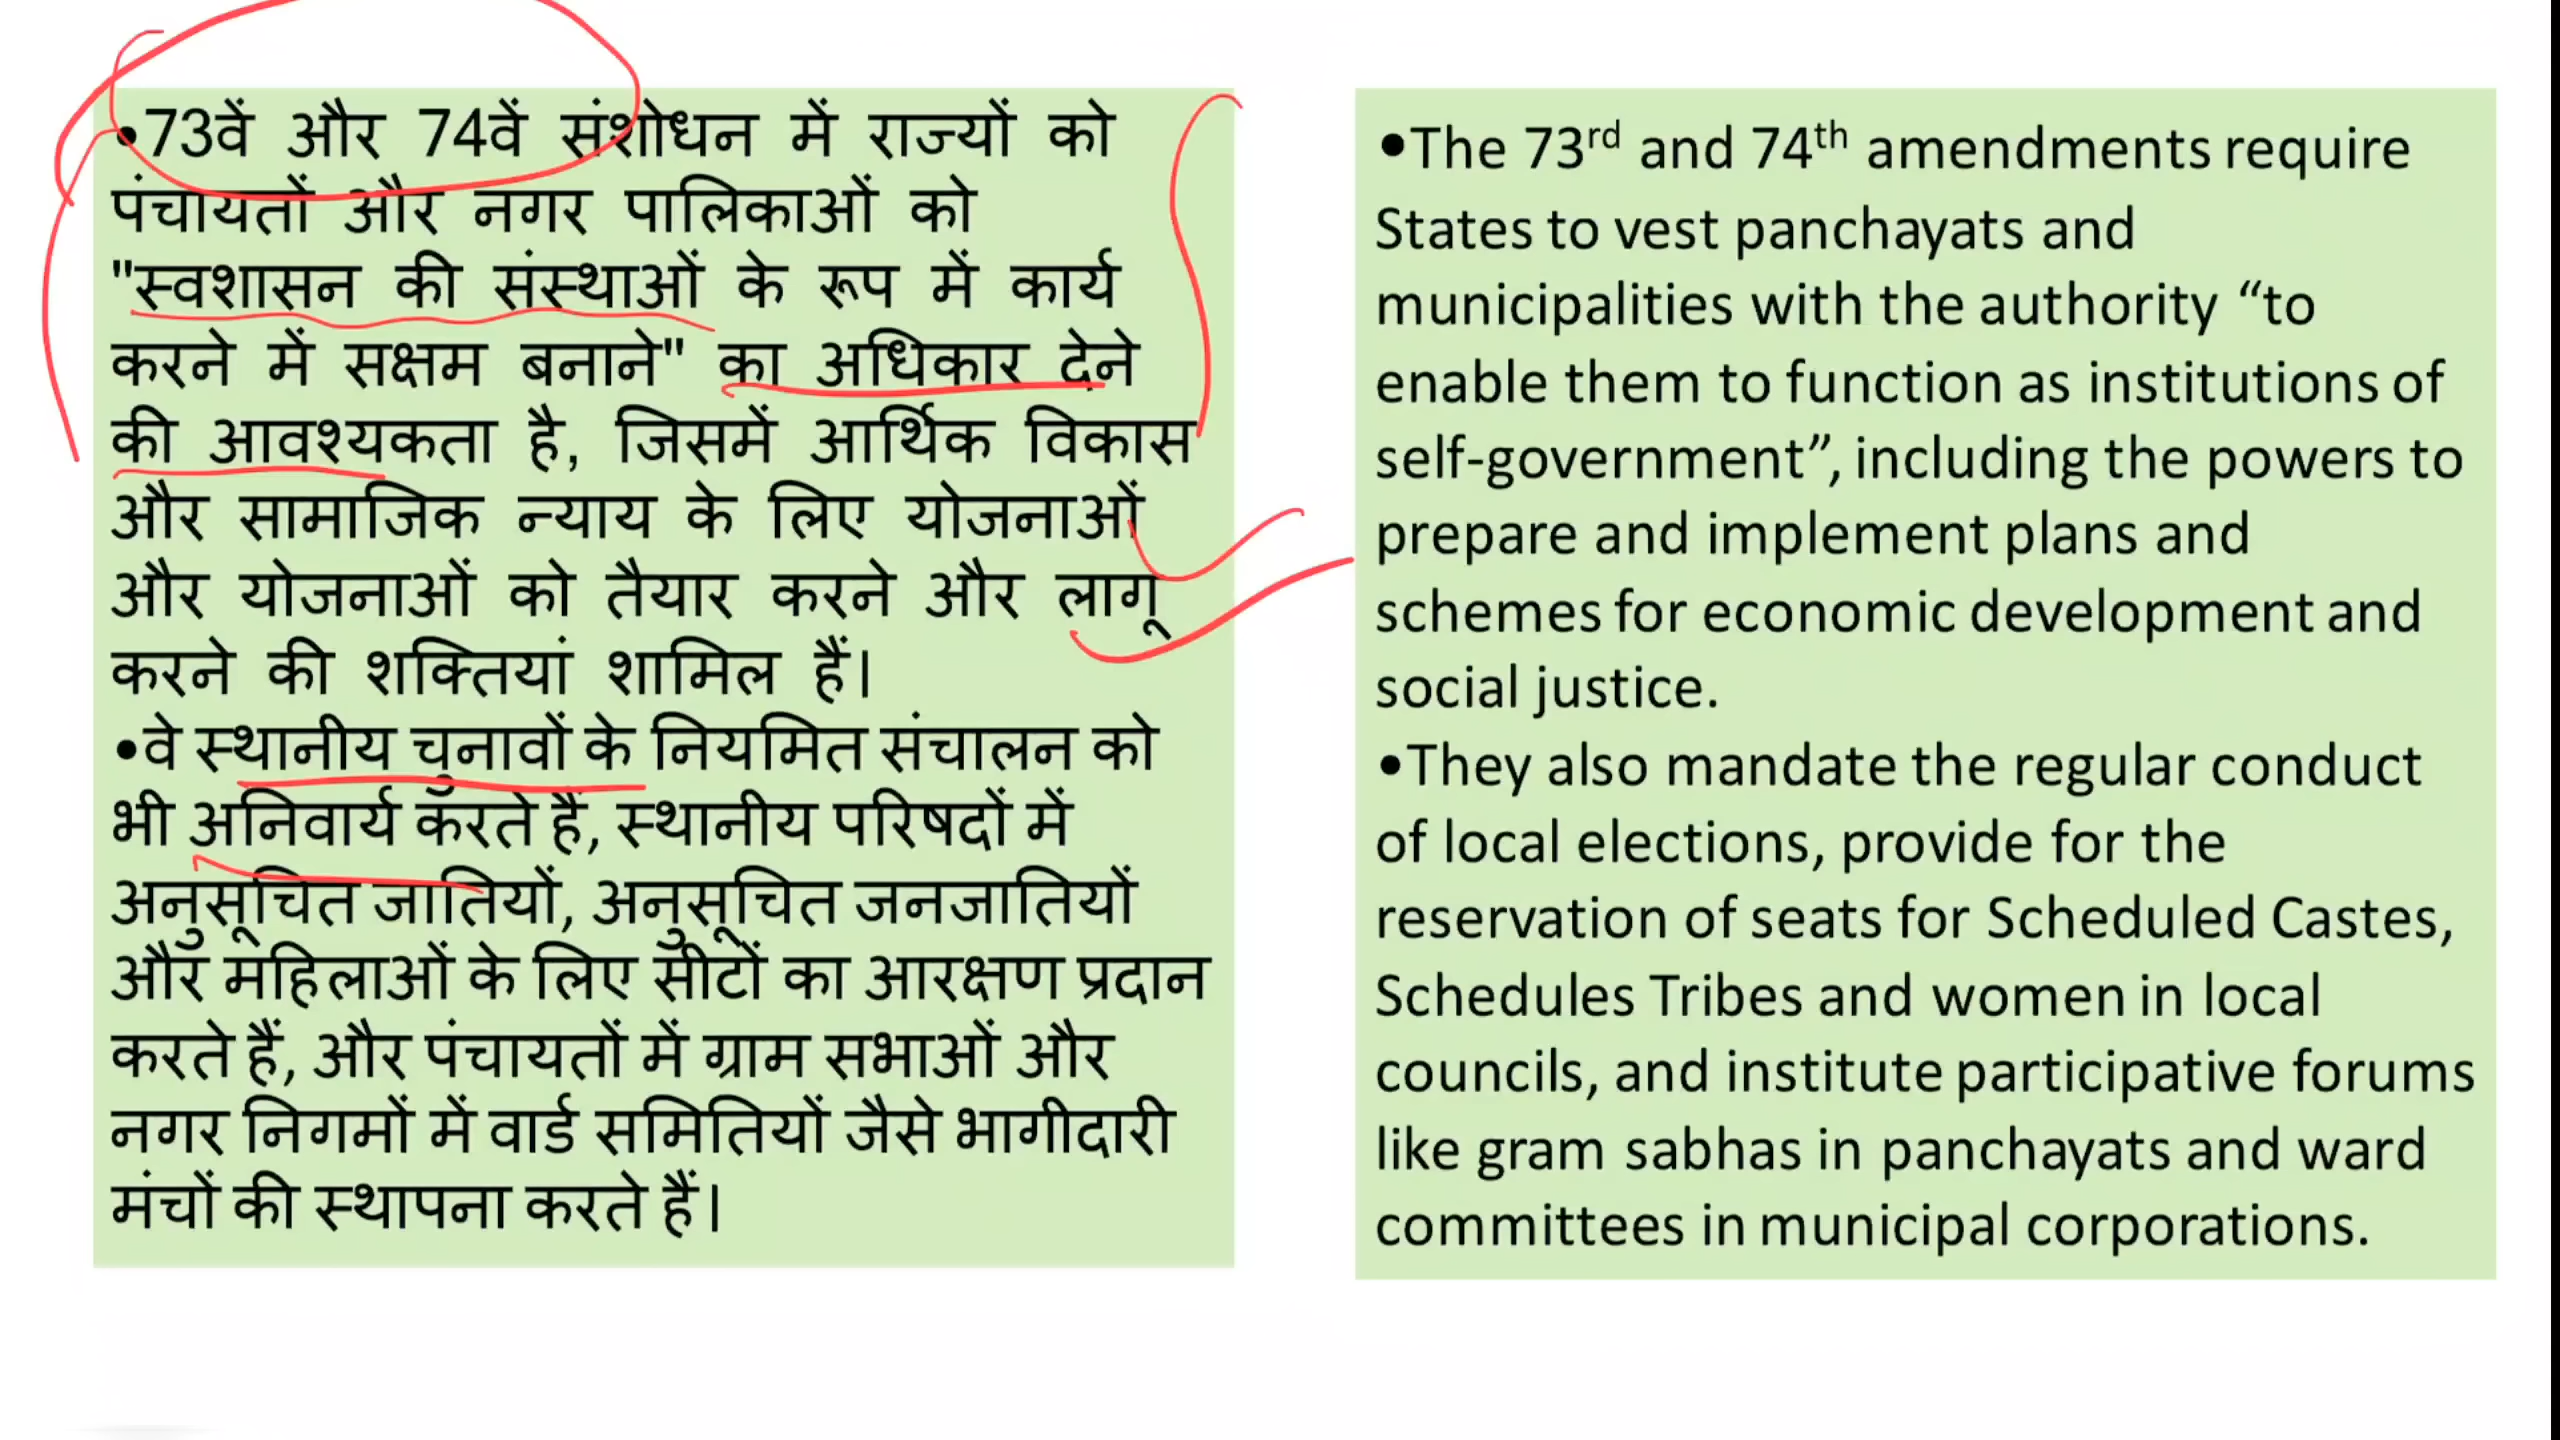 •73वें और 74वें संशोधन में राज्यों को
पंचायतों और नगर पालिकाओं को
"स्वशासन की संस्थाओं के रूप में कार्य
करने में सक्षम बनाने" का अधिकार देने
की आवश्यकता है, जिसमें आर्थिक विकास
और सामाजिक न्याय के लिए योजनाओं
और योजनाओं को तैयार करने और लागू
करने की शक्तियां शामिल हैं।
•वे स्थानीय चुनावों के नियमित संचालन को
भी अनिवार्य करते हैं, स्थानीय परिषदों में
अनुसूचित जातियों, अनुसूचित जनजातियों
और महिलाओं के लिए सीटों का आरक्षण प्रदान
करते हैं, और पंचायतों में ग्राम सभाओं और
नगर निगमों में वार्ड समितियों जैसे भागीदारी
मंचों की स्थापना करते हैं।
•The 73rd and 74th amendments require
States to vest panchayats and
municipalities with the authority “to
enable them to function as institutions of
self-government”, including the powers to
prepare and implement plans and
schemes for economic development and
social justice.
•They also mandate the regular conduct
of local elections, provide for the
reservation of seats for Scheduled Castes,
Schedules Tribes and women in local
councils, and institute participative forums
like gram sabhas in panchayats and ward
committees in municipal corporations.